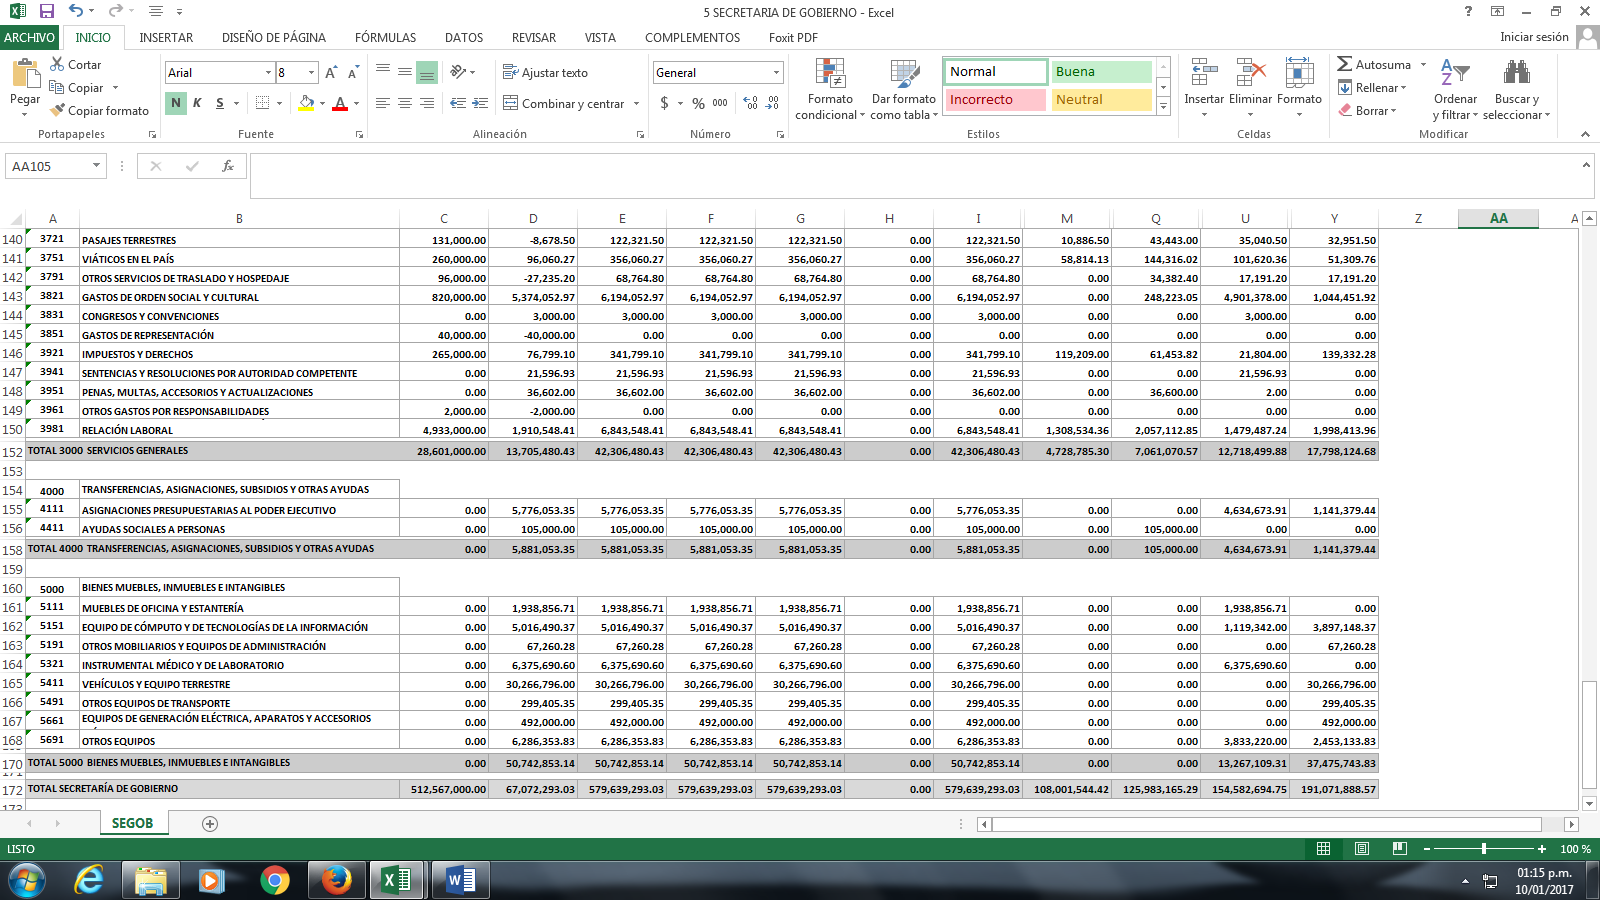 5 SECRETARIA DE GOBIERNO - Excel
ARCHIVO INICIO INSERTAR DISEÑO DE PÁGINA FÓRMULAS DATOS REVISAR VISTA COMPLEMENTOS Foxit PDF Iniciar sesión
Pegar Cortar Copiar Copiar formato Portapapeles
Arial 8 N K S Fuente
Ajustar texto Combinar y centrar Alineación
General $ % 000 Número
Formato condicional Dar formato como tabla Normal Buena Incorrecto Neutral Estilos
Insertar Eliminar Formato Celdas
Autosuma Rellenar Borrar Ordenar y filtrar Buscar y seleccionar Modificar
AA105 fx
A B C D E F G H I M Q U Y Z AA A
140 3721 PASAJES TERRESTRES 131,000.00 -8,678.50 122,321.50 122,321.50 122,321.50 0.00 122,321.50 10,886.50 43,443.00 35,040.50 32,951.50
141 3751 VIÁTICOS EN EL PAÍS 260,000.00 96,060.27 356,060.27 356,060.27 356,060.27 0.00 356,060.27 58,814.13 144,316.02 101,620.36 51,309.76
142 3791 OTROS SERVICIOS DE TRASLADO Y HOSPEDAJE 96,000.00 -27,235.20 68,764.80 68,764.80 68,764.80 0.00 68,764.80 0.00 34,382.40 17,191.20 17,191.20
143 3821 GASTOS DE ORDEN SOCIAL Y CULTURAL 820,000.00 5,374,052.97 6,194,052.97 6,194,052.97 6,194,052.97 0.00 6,194,052.97 0.00 248,223.05 4,901,378.00 1,044,451.92
144 3831 CONGRESOS Y CONVENCIONES 0.00 3,000.00 3,000.00 3,000.00 3,000.00 0.00 3,000.00 0.00 0.00 3,000.00 0.00
145 3851 GASTOS DE REPRESENTACIÓN 40,000.00 -40,000.00 0.00 0.00 0.00 0.00 0.00 0.00 0.00 0.00 0.00
146 3921 IMPUESTOS Y DERECHOS 265,000.00 76,799.10 341,799.10 341,799.10 341,799.10 0.00 341,799.10 119,209.00 61,453.82 21,804.00 139,332.28
147 3941 SENTENCIAS Y RESOLUCIONES POR AUTORIDAD COMPETENTE 0.00 21,596.93 21,596.93 21,596.93 21,596.93 0.00 21,596.93 0.00 0.00 21,596.93 0.00
148 3951 PENAS, MULTAS, ACCESORIOS Y ACTUALIZACIONES 0.00 36,602.00 36,602.00 36,602.00 36,602.00 0.00 36,602.00 0.00 36,600.00 2.00 0.00
149 3961 OTROS GASTOS POR RESPONSABILIDADES 2,000.00 -2,000.00 0.00 0.00 0.00 0.00 0.00 0.00 0.00 0.00 0.00
150 3981 RELACIÓN LABORAL 4,933,000.00 1,910,548.41 6,843,548.41 6,843,548.41 6,843,548.41 0.00 6,843,548.41 1,308,534.36 2,057,112.85 1,479,487.24 1,998,413.96
152 TOTAL 3000 SERVICIOS GENERALES 28,601,000.00 13,705,480.43 42,306,480.43 42,306,480.43 42,306,480.43 0.00 42,306,480.43 4,728,785.30 7,061,070.57 12,718,499.88 17,798,124.68
153
154 4000 TRANSFERENCIAS, ASIGNACIONES, SUBSIDIOS Y OTRAS AYUDAS
155 4111 ASIGNACIONES PRESUPUESTARIAS AL PODER EJECUTIVO 0.00 5,776,053.35 5,776,053.35 5,776,053.35 5,776,053.35 0.00 5,776,053.35 0.00 0.00 4,634,673.91 1,141,379.44
156 4411 AYUDAS SOCIALES A PERSONAS 0.00 105,000.00 105,000.00 105,000.00 105,000.00 0.00 105,000.00 0.00 105,000.00 0.00 0.00
158 TOTAL 4000 TRANSFERENCIAS, ASIGNACIONES, SUBSIDIOS Y OTRAS AYUDAS 0.00 5,881,053.35 5,881,053.35 5,881,053.35 5,881,053.35 0.00 5,881,053.35 0.00 105,000.00 4,634,673.91 1,141,379.44
159
160 5000 BIENES MUEBLES, INMUEBLES E INTANGIBLES
161 5111 MUEBLES DE OFICINA Y ESTANTERÍA 0.00 1,938,856.71 1,938,856.71 1,938,856.71 1,938,856.71 0.00 1,938,856.71 0.00 0.00 1,938,856.71 0.00
162 5151 EQUIPO DE CÓMPUTO Y DE TECNOLOGÍAS DE LA INFORMACIÓN 0.00 5,016,490.37 5,016,490.37 5,016,490.37 5,016,490.37 0.00 5,016,490.37 0.00 0.00 1,119,342.00 3,897,148.37
163 5191 OTROS MOBILIARIOS Y EQUIPOS DE ADMINISTRACIÓN 0.00 67,260.28 67,260.28 67,260.28 67,260.28 0.00 67,260.28 0.00 0.00 0.00 67,260.28
164 5321 INSTRUMENTAL MÉDICO Y DE LABORATORIO 0.00 6,375,690.60 6,375,690.60 6,375,690.60 6,375,690.60 0.00 6,375,690.60 0.00 0.00 6,375,690.60 0.00
165 5411 VEHÍCULOS Y EQUIPO TERRESTRE 0.00 30,266,796.00 30,266,796.00 30,266,796.00 30,266,796.00 0.00 30,266,796.00 0.00 0.00 0.00 30,266,796.00
166 5491 OTROS EQUIPOS DE TRANSPORTE 0.00 299,405.35 299,405.35 299,405.35 299,405.35 0.00 299,405.35 0.00 0.00 0.00 299,405.35
167 5661 EQUIPOS DE GENERACIÓN ELÉCTRICA, APARATOS Y ACCESORIOS 0.00 492,000.00 492,000.00 492,000.00 492,000.00 0.00 492,000.00 0.00 0.00 0.00 492,000.00
168 5691 OTROS EQUIPOS 0.00 6,286,353.83 6,286,353.83 6,286,353.83 6,286,353.83 0.00 6,286,353.83 0.00 0.00 3,833,220.00 2,453,133.83
170 TOTAL 5000 BIENES MUEBLES, INMUEBLES E INTANGIBLES 0.00 50,742,853.14 50,742,853.14 50,742,853.14 50,742,853.14 0.00 50,742,853.14 0.00 0.00 13,267,109.31 37,475,743.83
172 TOTAL SECRETARÍA DE GOBIERNO 512,567,000.00 67,072,293.03 579,639,293.03 579,639,293.03 579,639,293.03 0.00 579,639,293.03 108,001,544.42 125,983,165.29 154,582,694.75 191,071,888.57
SEGOB
LISTO 100 %
01:15 p.m.
10/01/2017